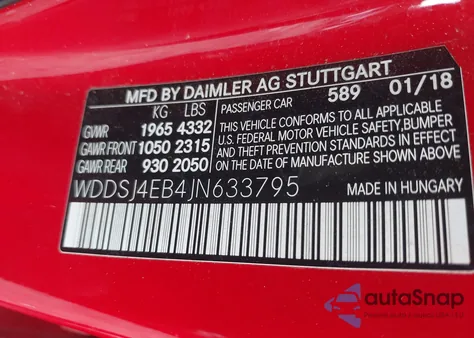 MFD BY DAIMLER AG STUTTGART
KG LBS PASSENGER CAR 589 01/18
GVWR 1965 4332 THIS VEHICLE CONFORMS TO ALL APPLICABLE
GAWR FRONT 1050 2315 U.S. FEDERAL MOTOR VEHICLE SAFETY, BUMPER
GAWR REAR 930 2050 AND THEFT PREVENTION STANDARDS IN EFFECT ON THE DATE OF MANUFACTURE SHOWN ABOVE.
WDDSJ4EB4JN633795 MADE IN HUNGARY
autoSnap